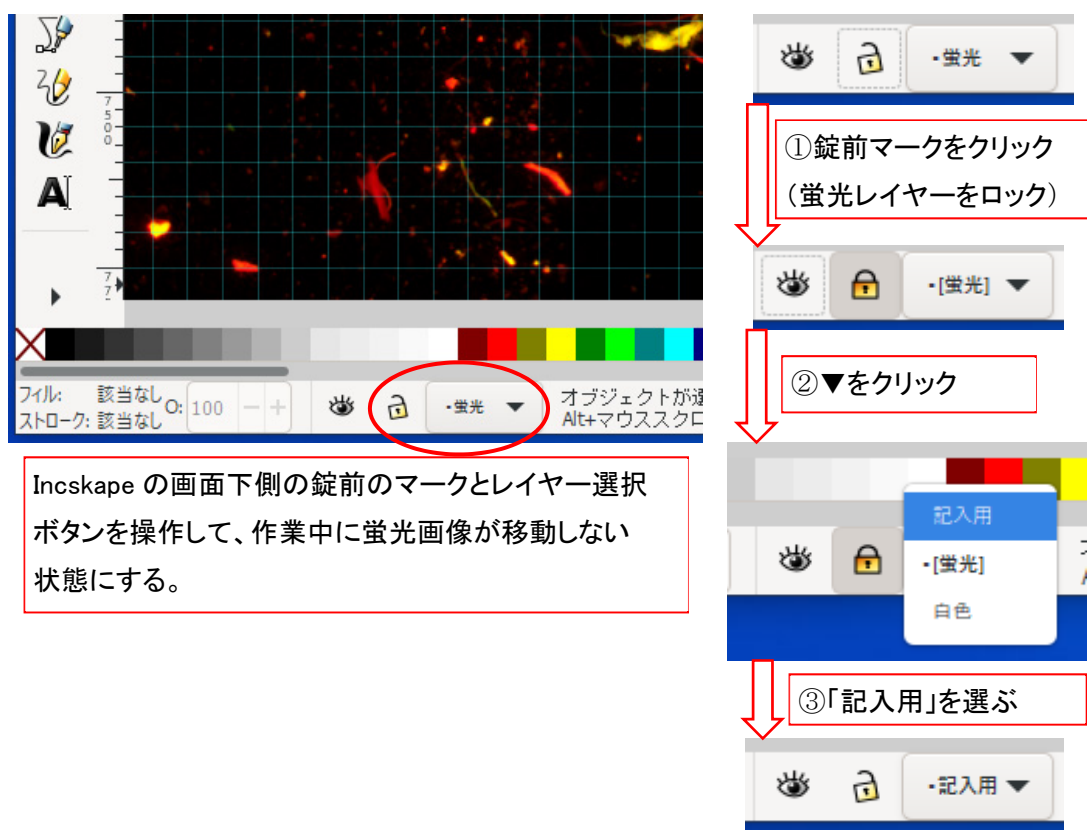 A
7500
77
フィル: 該当なし
ストローク: 該当なし
O: 100
・蛍光
オブジェクトが選
Alt+マウススクロ
Incskape の画面下側の錠前のマークとレイヤー選択
ボタンを操作して、作業中に蛍光画像が移動しない
状態にする。
・蛍光
①錠前マークをクリック
(蛍光レイヤーをロック)
・[蛍光]
②▼をクリック
記入用
・[蛍光]
白色
③「記入用」を選ぶ
・記入用